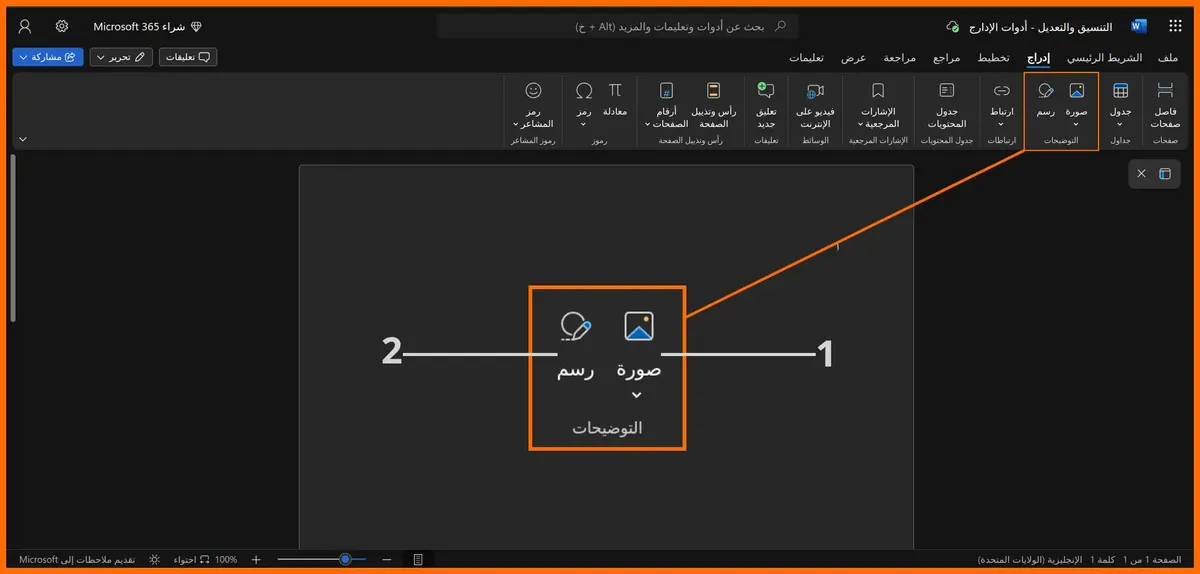 التنسيق والتعديل - أدوات الإدارج
بحث عن أدوات وتعليمات والمزيد (Alt + خ)
شراء Microsoft 365
ملف الشريط الرئيسي إدراج تخطيط مراجع مراجعة عرض تعليمات
تعليقات تحرير مشاركة
فاصل صفحات
صفحات
جدول
جداول
صورة رسم
التوضيحات
ارتباط
ارتباطات
جدول المحتويات
جدول المحتويات
الإشارات المرجعية
الإشارات المرجعية
فيديو على الإنترنت
الوسائط
تعليق جديد
تعليقات
رأس وتذييل الصفحة
أرقام الصفحات
رأس وتذييل الصفحة
معادلة رمز
رموز
رمز المشاعر
رموز المشاعر
1
2
صورة رسم
التوضيحات
الصفحة 1 من 1 كلمة 1 الإنجليزية (الولايات المتحدة)
100% احتواء تقديم ملاحظات إلى Microsoft